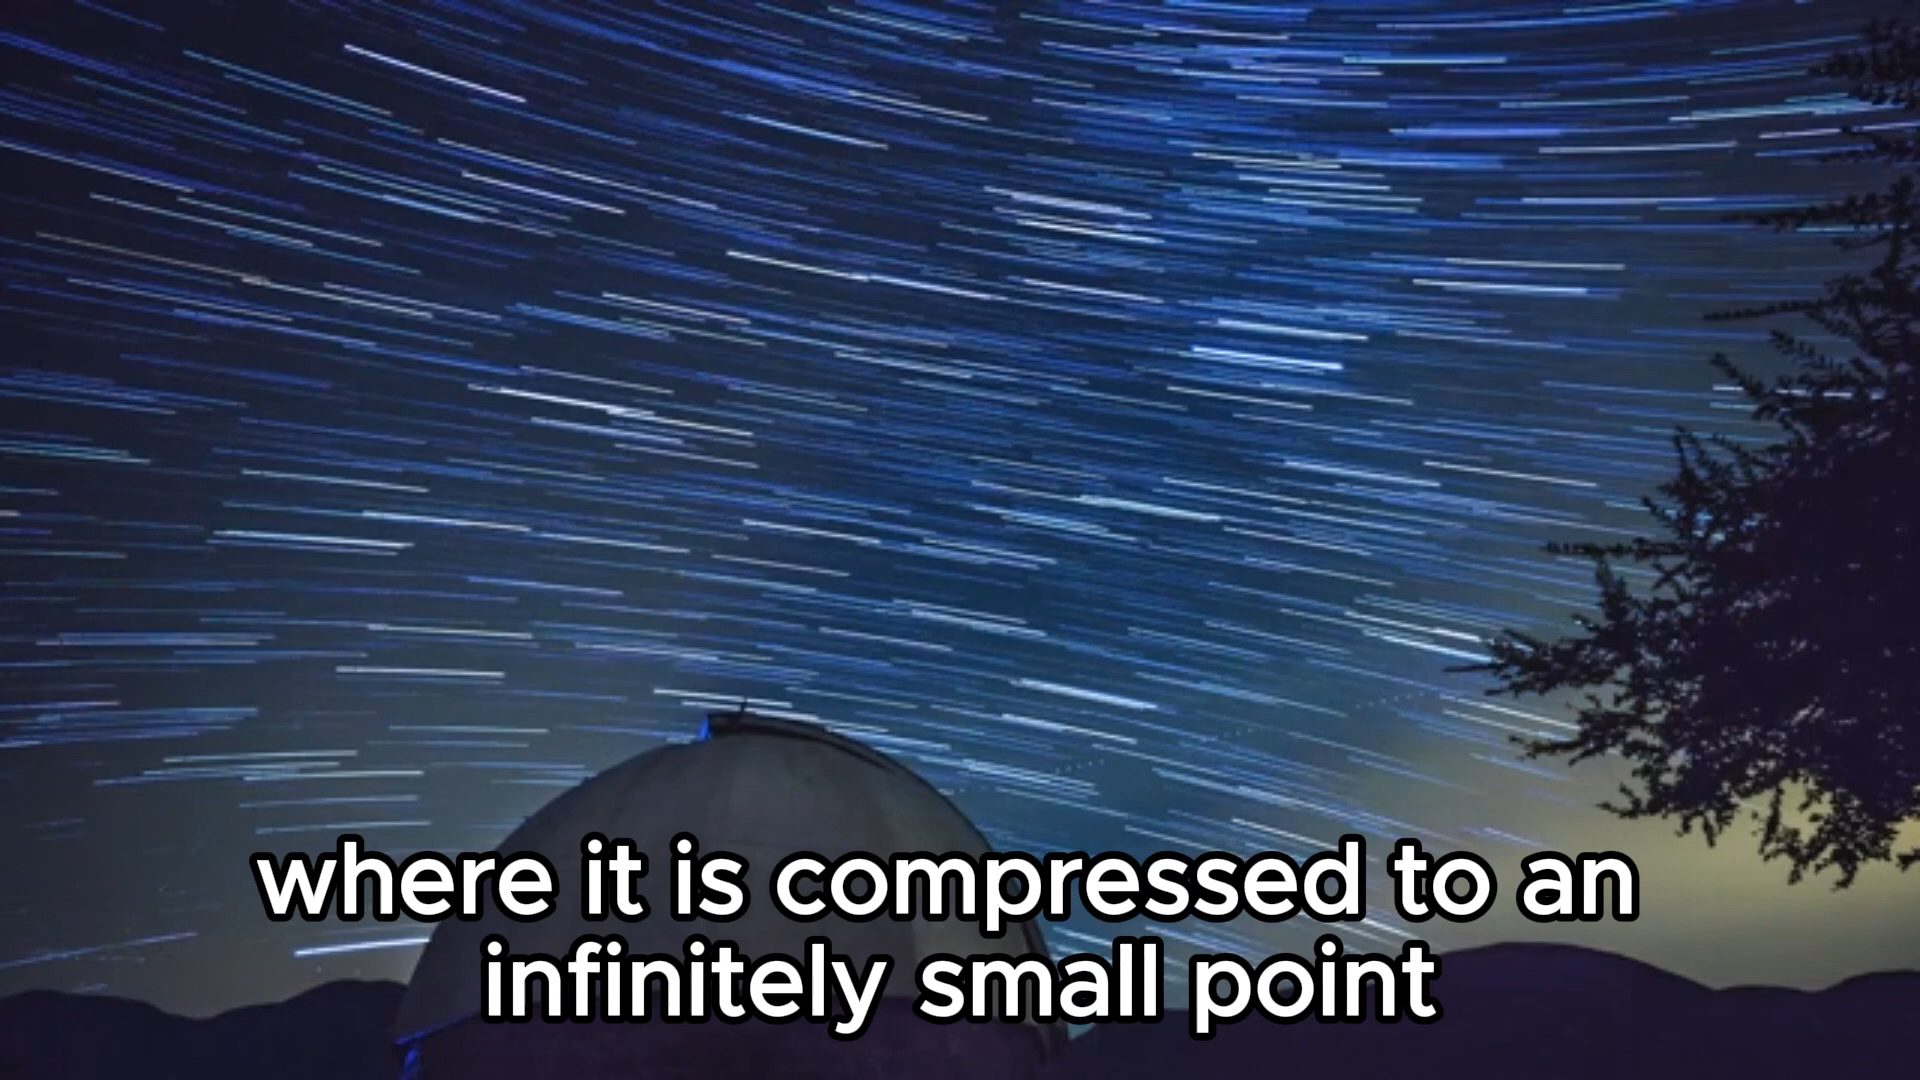 where it is compressed to an
infinitely small point